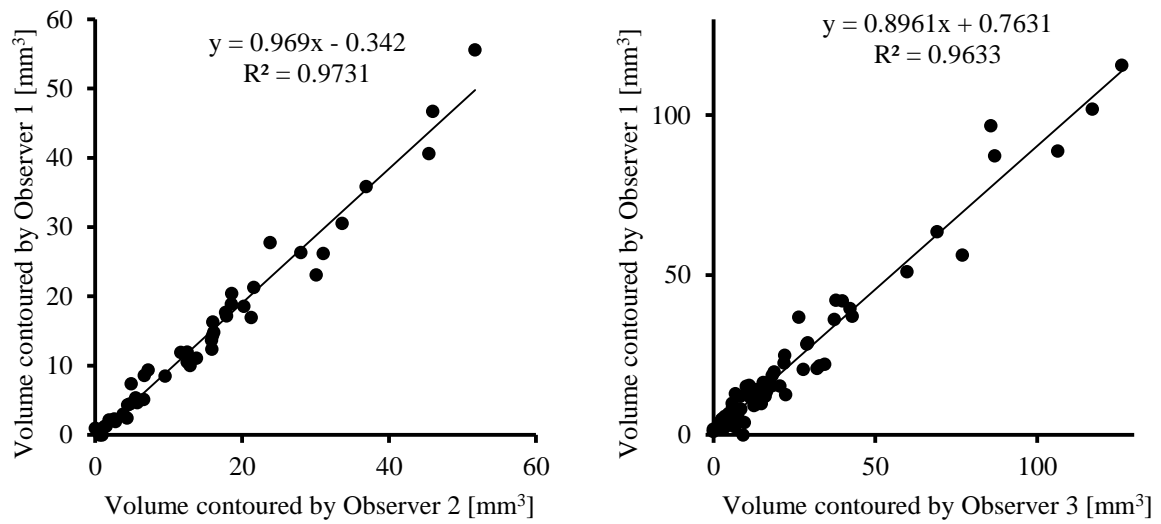 Volume contoured by Observer 1 [mm³]
60
50
40
30
20
10
0
y = 0.969x - 0.342
R² = 0.9731
0
20
40
60
Volume contoured by Observer 2 [mm³]
Volume contoured by Observer 1 [mm³]
100
50
0
y = 0.8961x + 0.7631
R² = 0.9633
0
50
100
Volume contoured by Observer 3 [mm³]